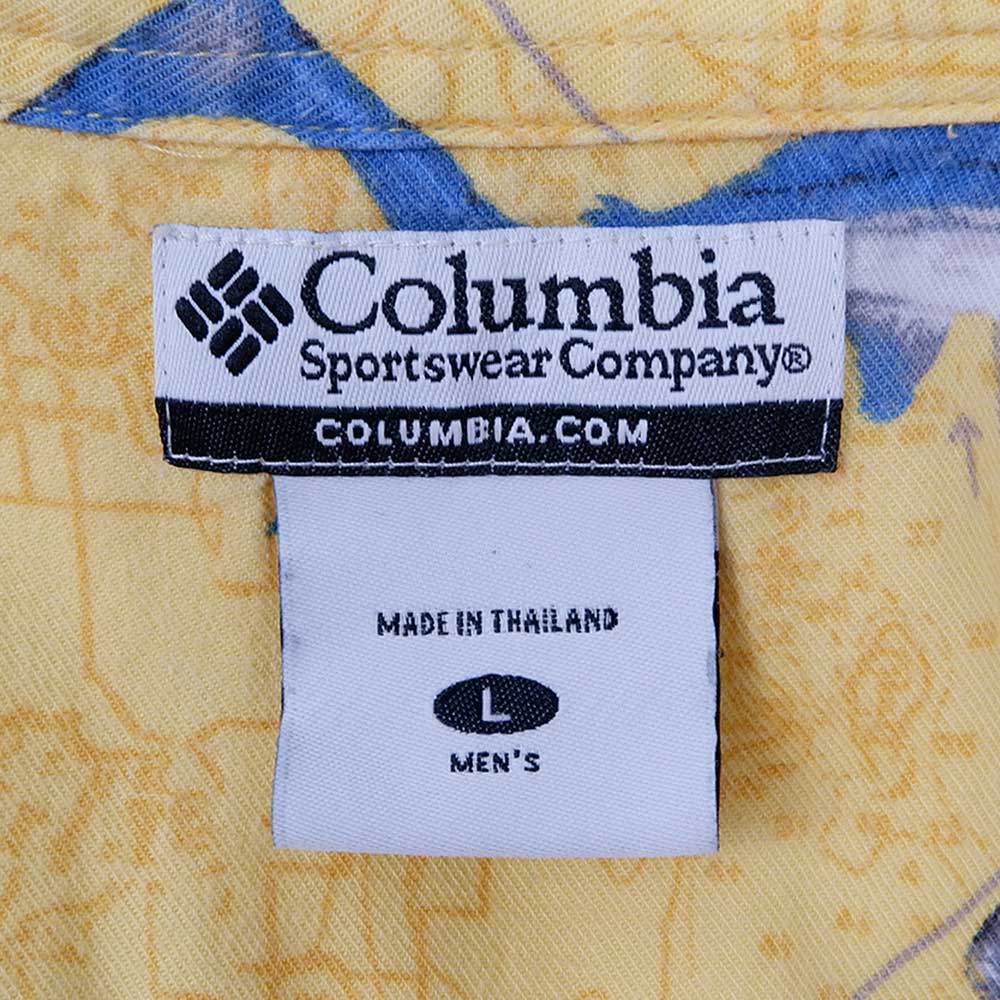 Columbia
Sportswear Company®
COLUMBIA.COM
MADE IN THAILAND
L
MEN'S